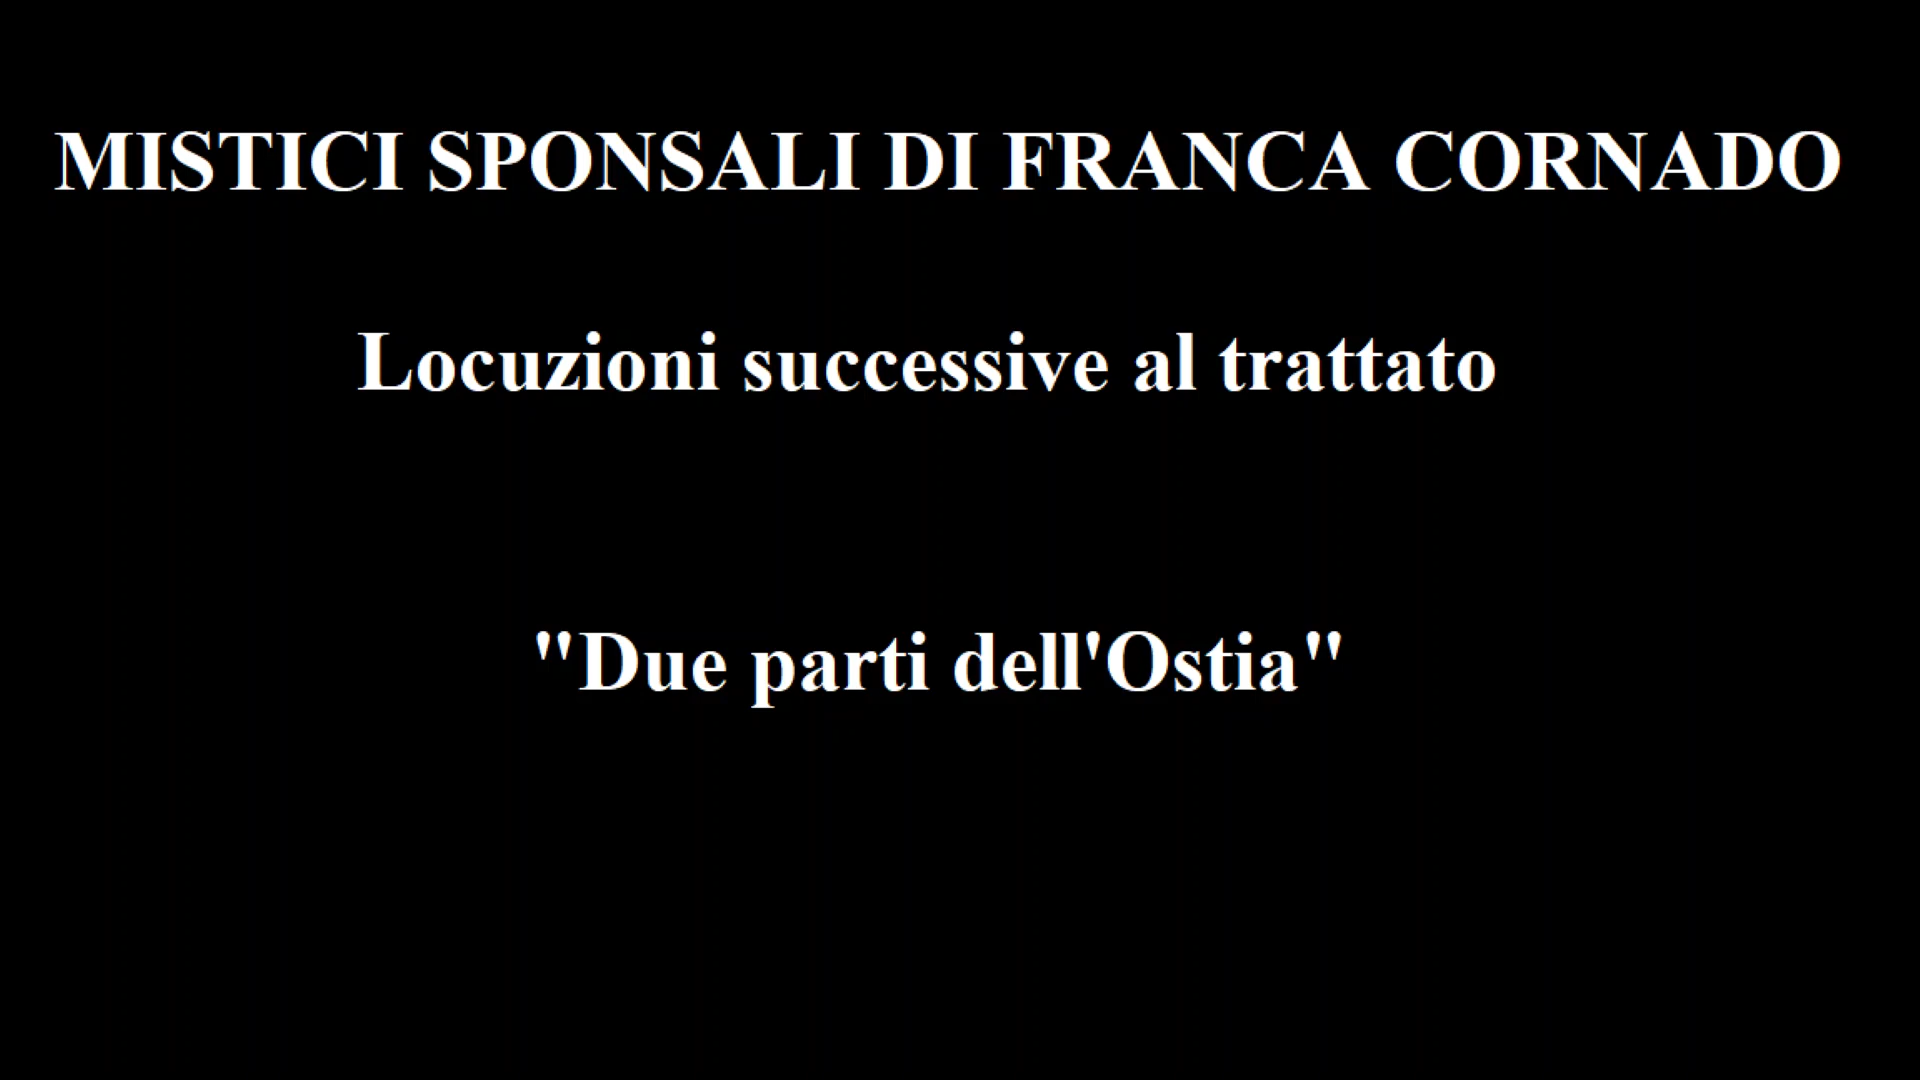 MISTICI SPONSALI DI FRANCA CORNADO
Locuzioni successive al trattato
"Due parti dell'Ostia"